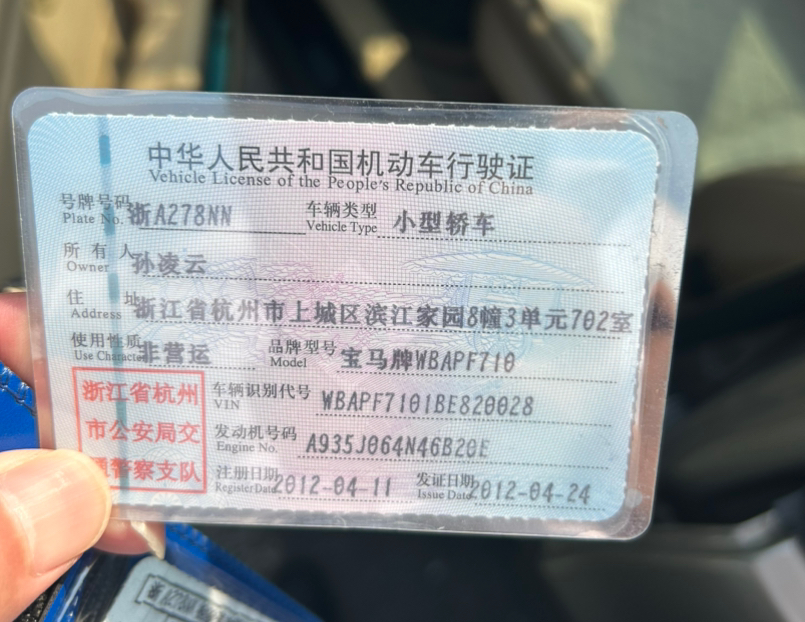 中华人民共和国机动车行驶证
Vehicle License of the People's Republic of China
号牌号码 Plate No. 浙A278NN 车辆类型 Vehicle Type 小型轿车
所有人 Owner 孙凌云
住址 Address 浙江省杭州市上城区滨江家园8幢3单元702室
使用性质 Use Character 非营运 品牌型号 Model 宝马牌WBAPF710
浙江省杭州
市公安局交
通警察支队
车辆识别代号 VIN WBAPF7101BE820028
发动机号码 Engine No. A935J064N46B20E
注册日期 Register Date 2012-04-11 发证日期 Issue Date 2012-04-24